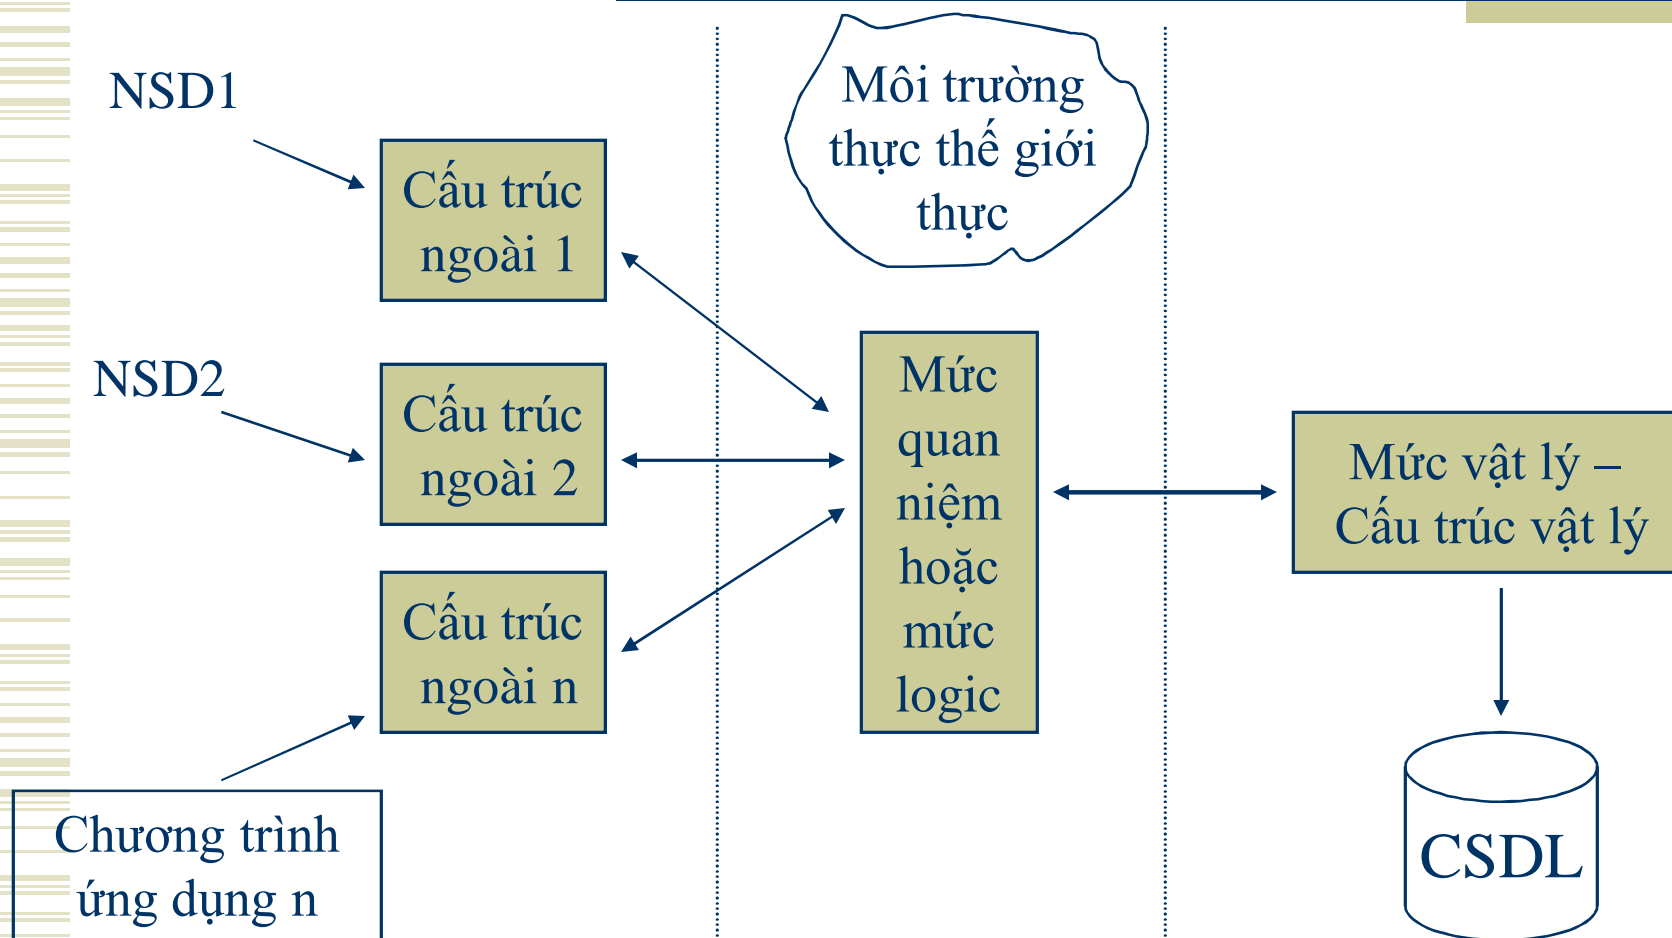 NSD1
Cấu trúc
ngoài 1
NSD2
Cấu trúc
ngoài 2
Cấu trúc
ngoài n
Chương trình
ứng dụng n
Môi trường
thực thế giới
thực
Mức
quan
niệm
hoặc
mức
logic
Mức vật lý –
Cấu trúc vật lý
CSDL